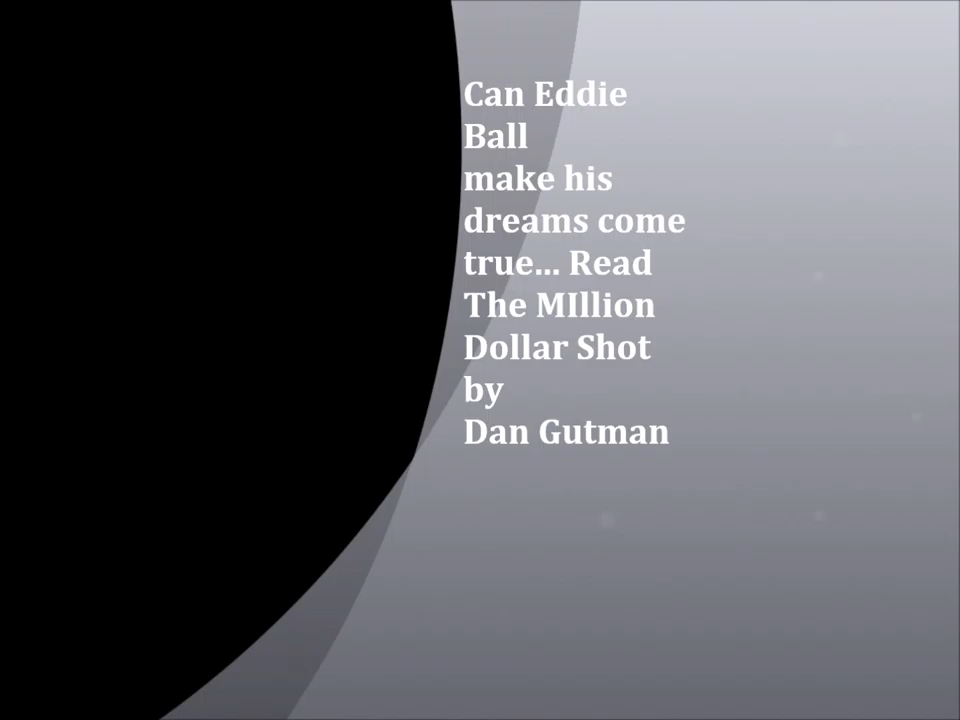 Can Eddie
Ball
make his
dreams come
true... Read
The MIllion
Dollar Shot
by
Dan Gutman